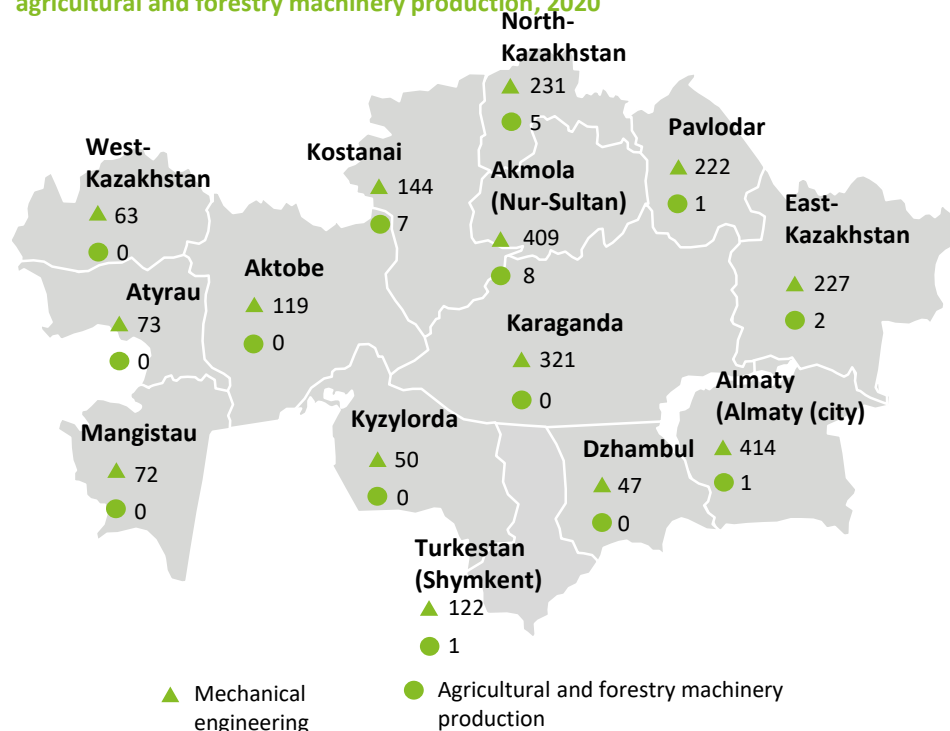 agricultural and forestry machinery production, 2020
North-
Kazakhstan
231
5
Pavlodar
222
1
West-
Kazakhstan
63
0
Kostanai
144
7
Akmola
(Nur-Sultan)
409
8
East-
Kazakhstan
227
2
Atyrau
73
0
Aktobe
119
0
Karaganda
321
0
Almaty
(Almaty (city)
414
1
Mangistau
72
0
Kyzylorda
50
0
Dzhambul
47
0
Turkestan
(Shymkent)
122
1
Mechanical
engineering
Agricultural and forestry machinery
production